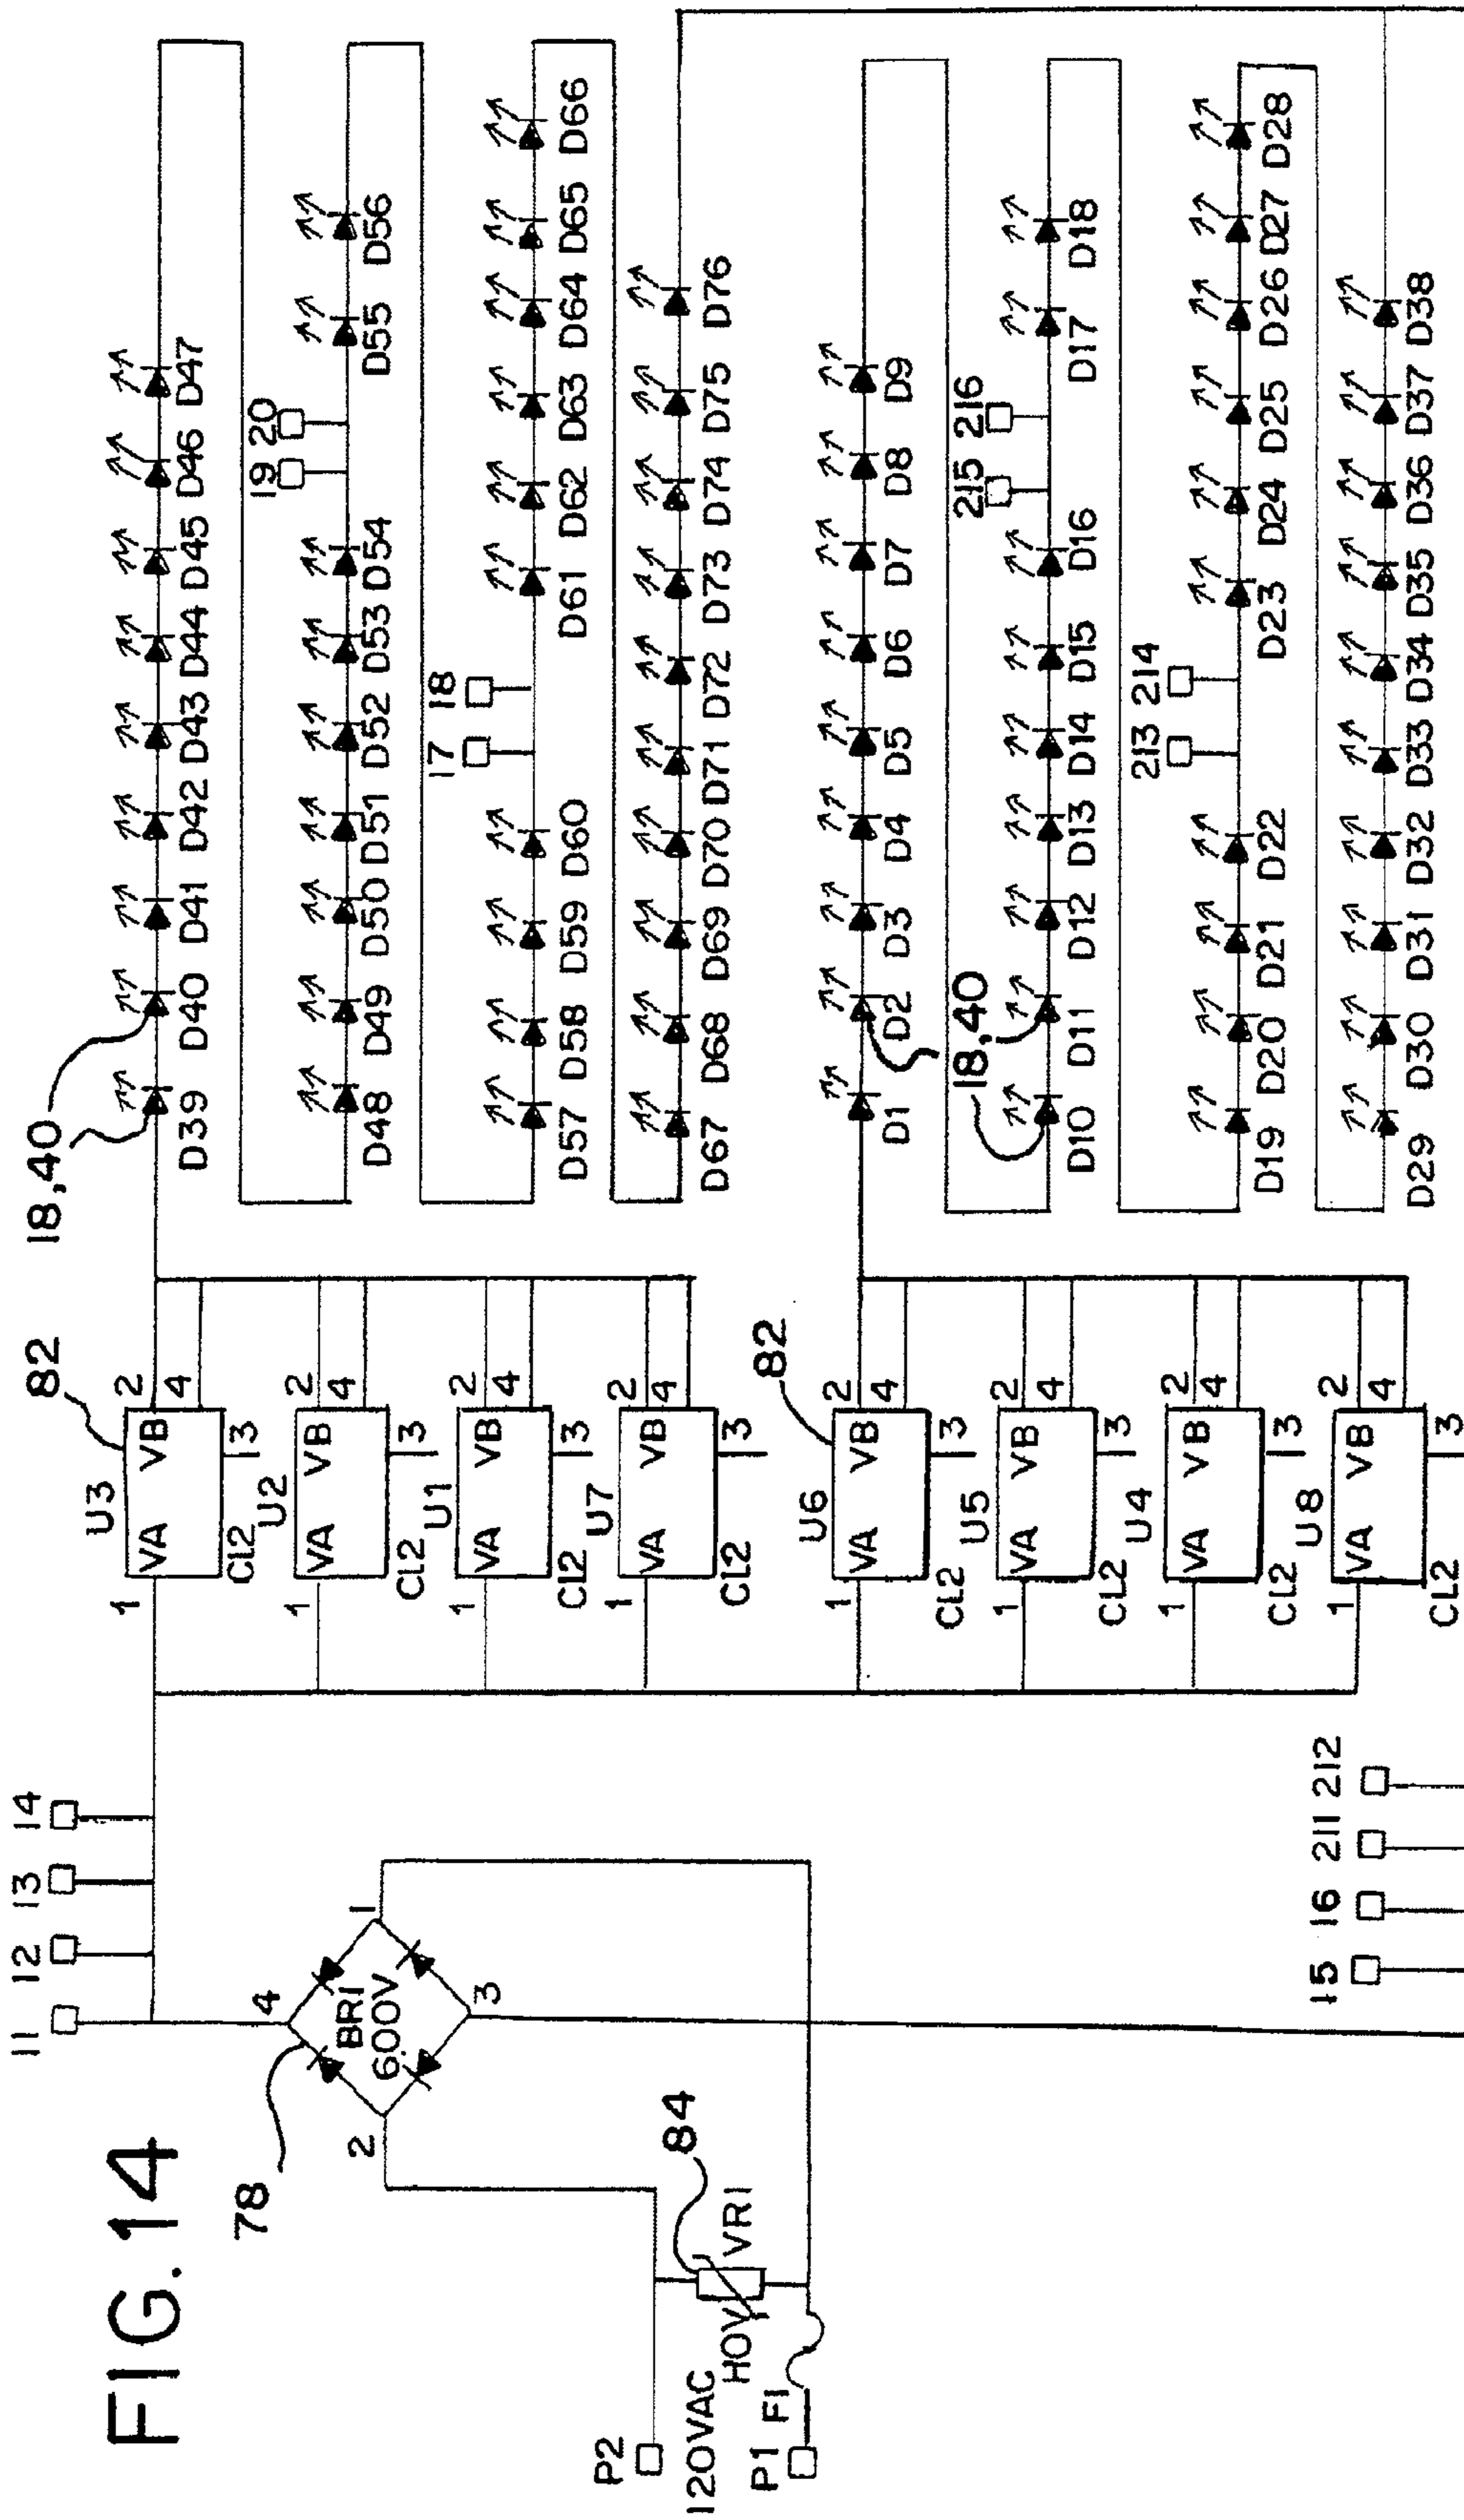 FIG. 14
11 12 13 14
78
4
BR1
600V
1
2
3
P2
120VAC
HOV
VR1
84
P1 F1
15 16 211 212
82
U3
1 VA VB 2
4
CL2 3
U2
1 VA VB 2
4
CL2 3
U1
1 VA VB 2
4
CL2 3
U7
1 VA VB 2
4
CL2 3
82
U6
1 VA VB 2
4
CL2 3
U5
1 VA VB 2
4
CL2 3
U4
1 VA VB 2
4
CL2 3
U8
1 VA VB 2
4
CL2 3
18,40
D39 D40 D41 D42 D43 D44 D45 D46 D47
19 20
D48 D49 D50 D51 D52 D53 D54 D55 D56
17 18
D57 D58 D59 D60 D61 D62 D63 D64 D65 D66
D67 D68 D69 D70 D71 D72 D73 D74 D75 D76
D1 D2 D3 D4 D5 D6 D7 D8 D9
18,40
215 216
D10 D11 D12 D13 D14 D15 D16 D17 D18
213 214
D19 D20 D21 D22 D23 D24 D25 D26 D27 D28
D29 D30 D31 D32 D33 D34 D35 D36 D37 D38